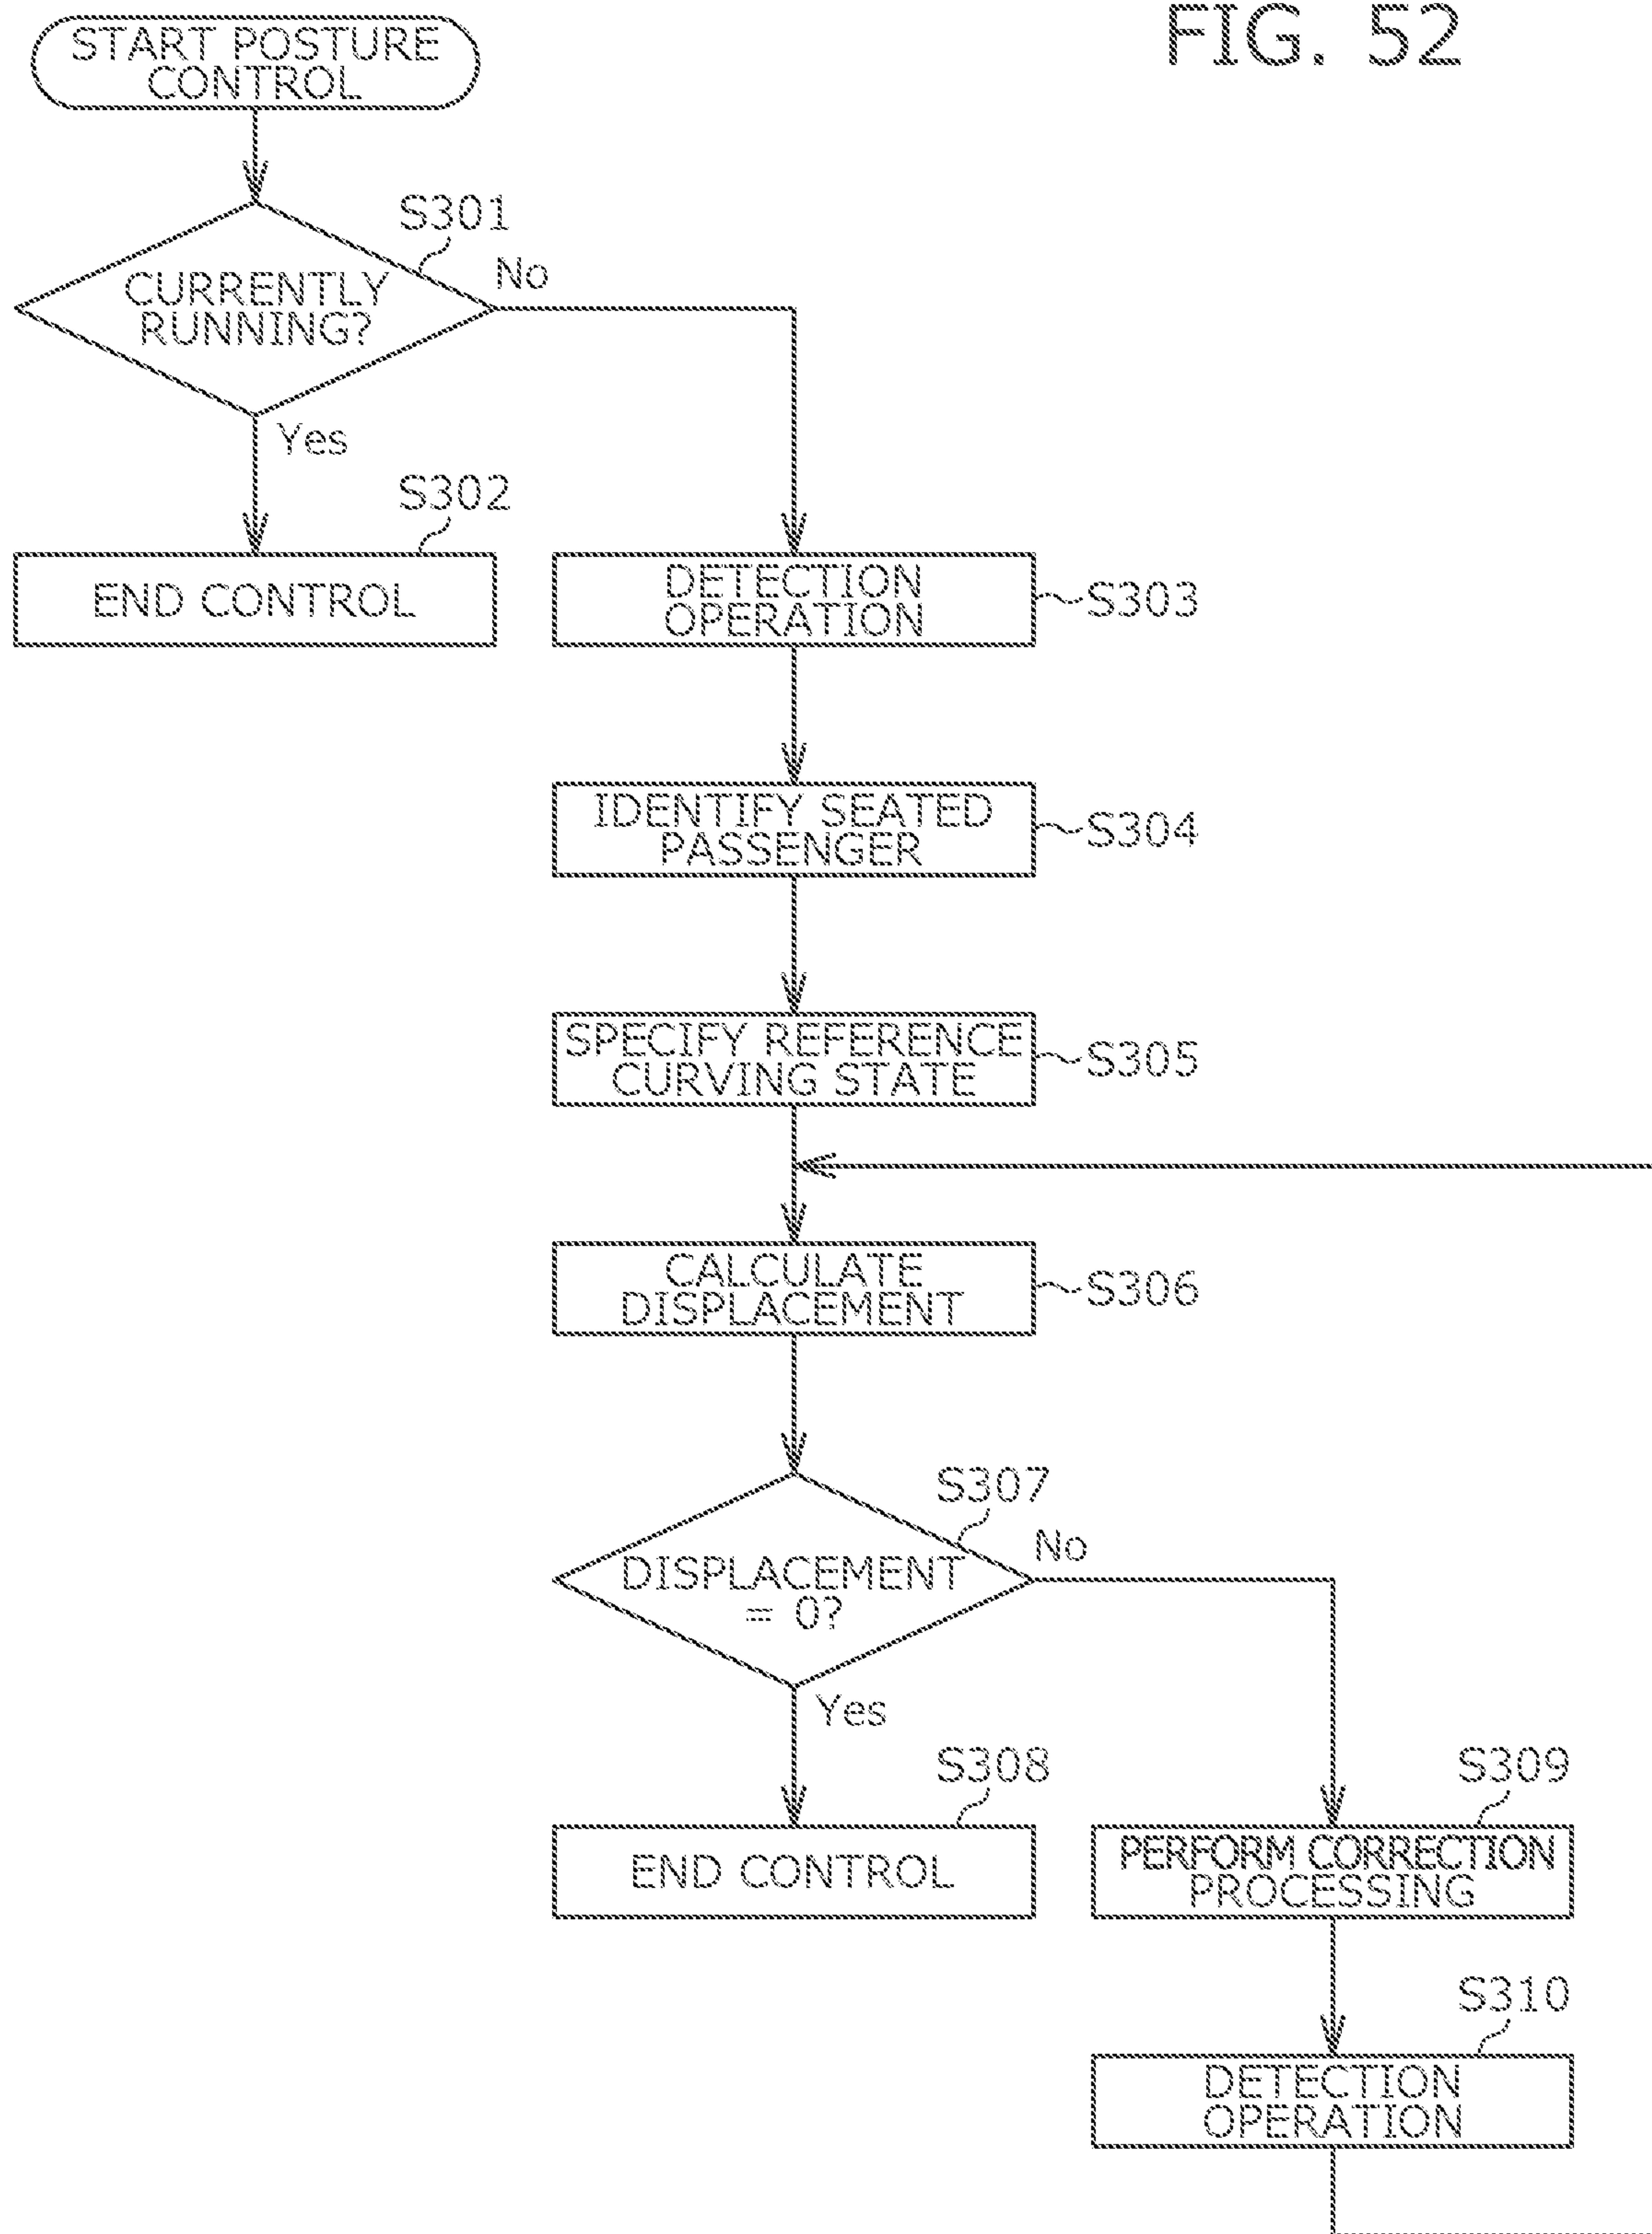 FIG. 52
START POSTURE
CONTROL
S301
CURRENTLY
RUNNING?
No
Yes
S302
END CONTROL
DETECTION
OPERATION
S303
IDENTIFY SEATED
PASSENGER
S304
SPECIFY REFERENCE
CURVING STATE
S305
CALCULATE
DISPLACEMENT
S306
S307
DISPLACEMENT
= 0?
No
Yes
S308
END CONTROL
S309
PERFORM CORRECTION
PROCESSING
S310
DETECTION
OPERATION